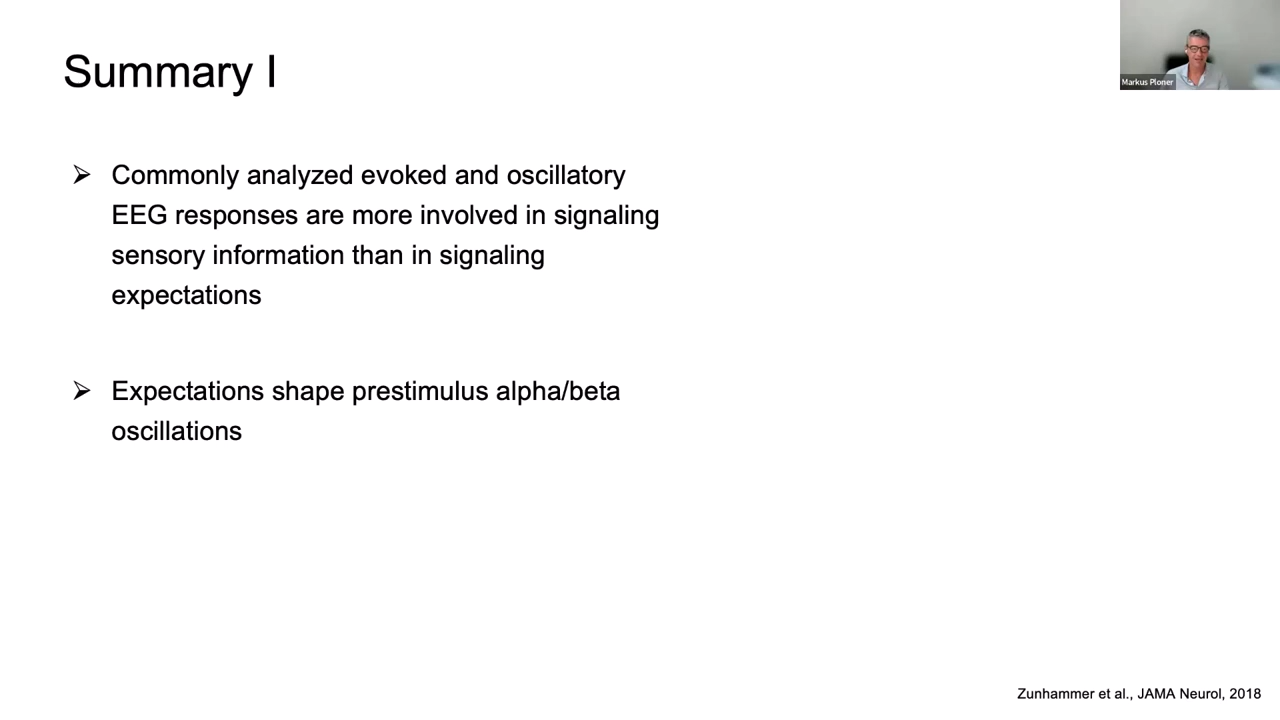 Summary I
Markus Ploner
➢ Commonly analyzed evoked and oscillatory
EEG responses are more involved in signaling
sensory information than in signaling
expectations
➢ Expectations shape prestimulus alpha/beta
oscillations
Zunhammer et al., JAMA Neurol, 2018